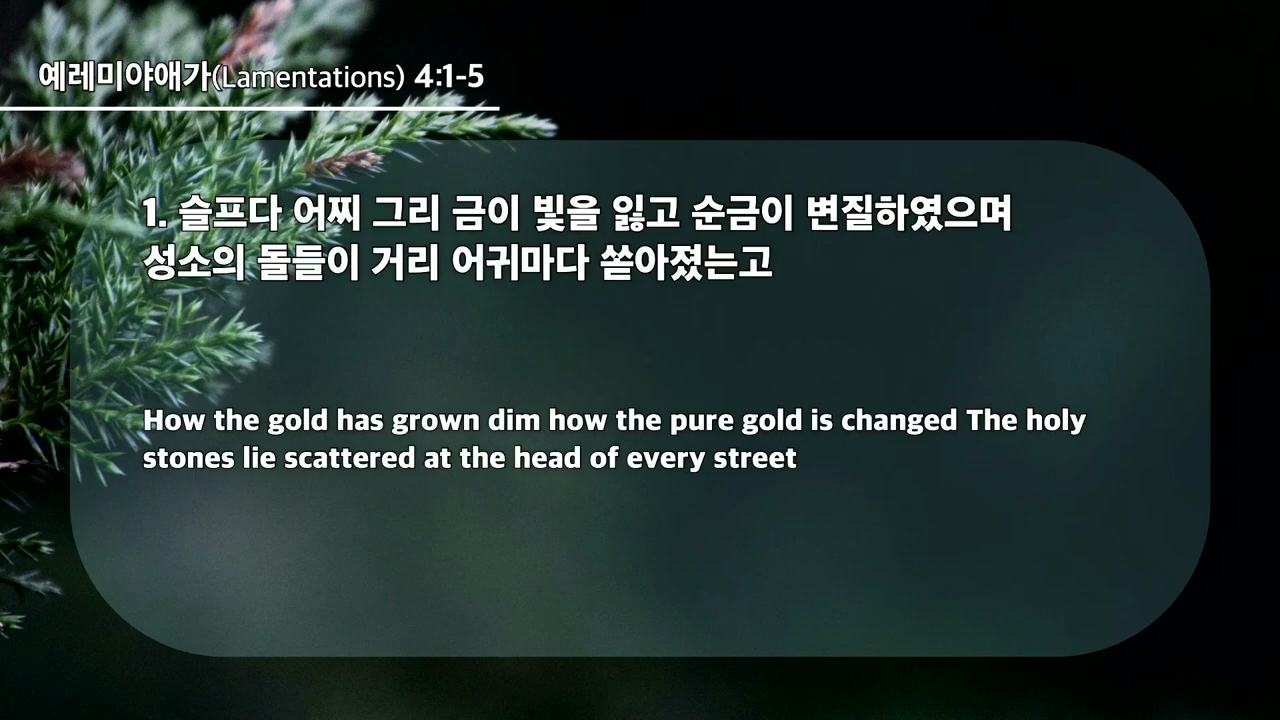 예레미야애가(Lamentations) 4:1-5
1. 슬프다 어찌 그리 금이 빛을 잃고 순금이 변질하였으며
성소의 돌들이 거리 어귀마다 쏟아졌는고
How the gold has grown dim how the pure gold is changed The holy
stones lie scattered at the head of every street